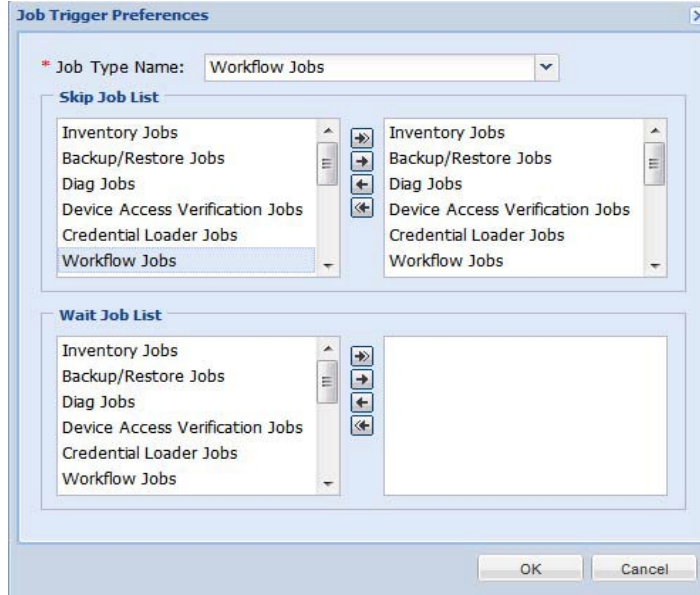 Job Trigger Preferences
* Job Type Name: Workflow Jobs
Skip Job List
Inventory Jobs
Backup/Restore Jobs
Diag Jobs
Device Access Verification Jobs
Credential Loader Jobs
Workflow Jobs
Inventory Jobs
Backup/Restore Jobs
Diag Jobs
Device Access Verification Jobs
Credential Loader Jobs
Workflow Jobs
Wait Job List
Inventory Jobs
Backup/Restore Jobs
Diag Jobs
Device Access Verification Jobs
Credential Loader Jobs
Workflow Jobs
OK Cancel